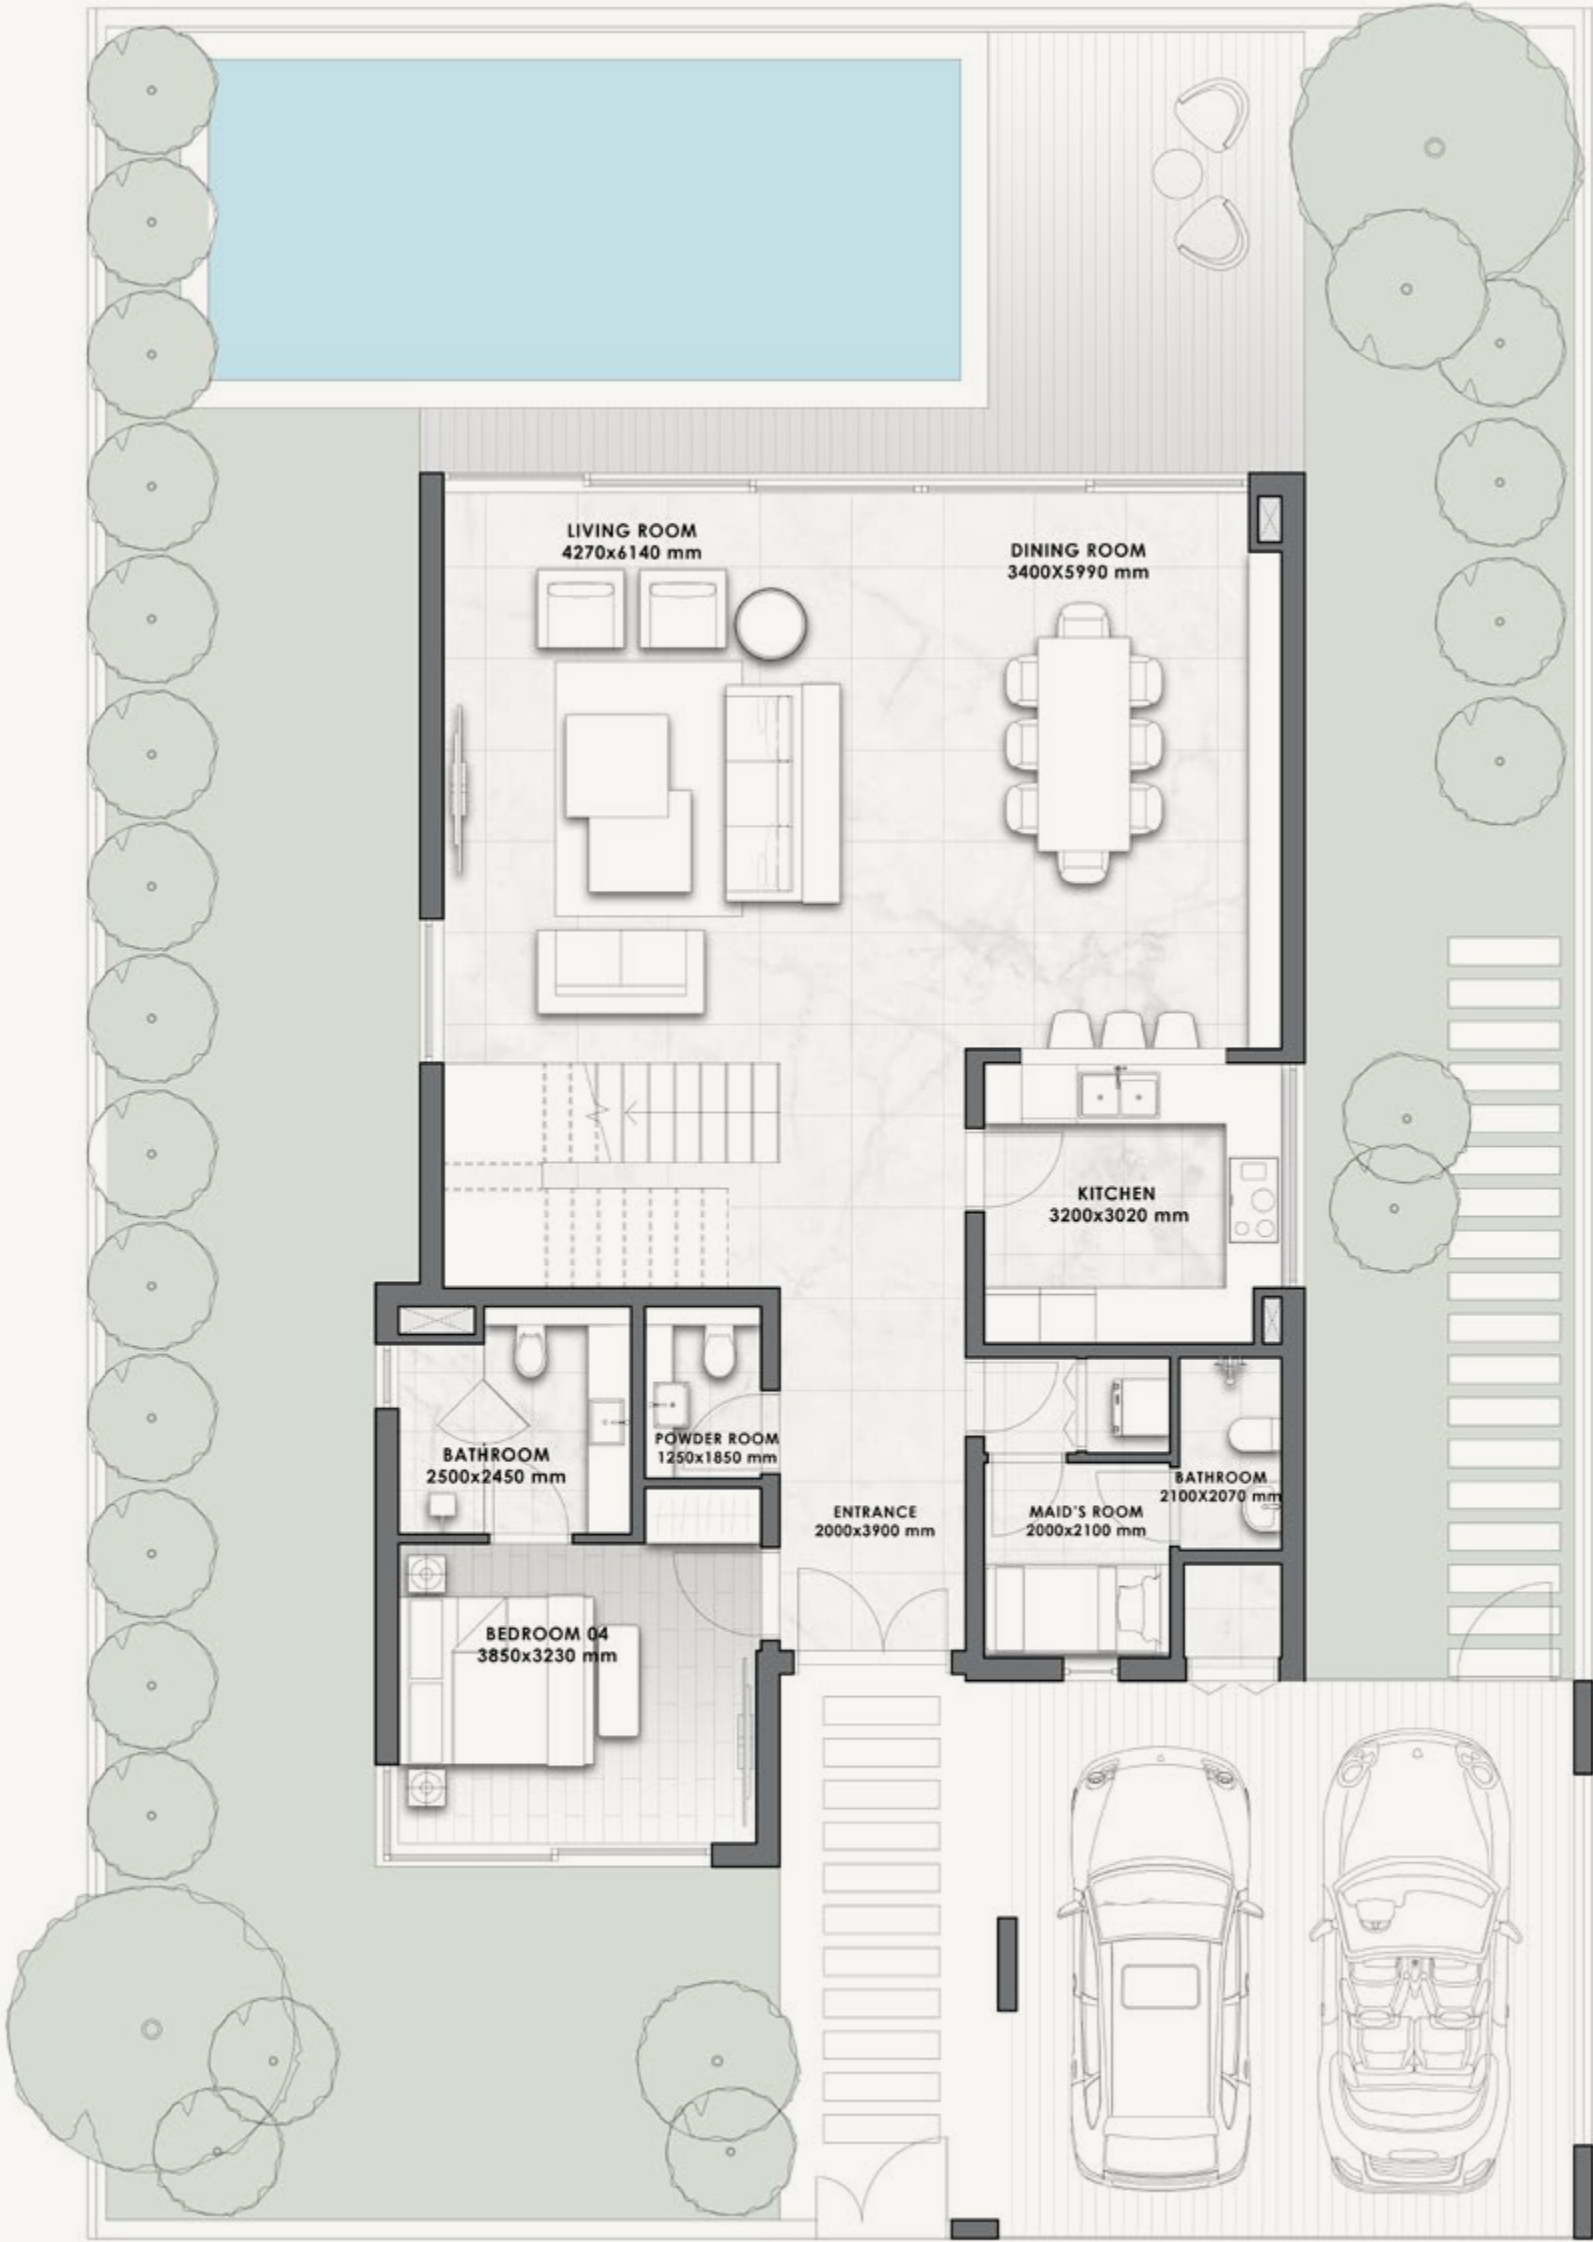 LIVING ROOM
4270x6140 mm
DINING ROOM
3400X5990 mm
KITCHEN
3200x3020 mm
POWDER ROOM
1250x1850 mm
BATHROOM
2500x2450 mm
BATHROOM
2100X2070 mm
ENTRANCE
2000x3900 mm
MAID'S ROOM
2000x2100 mm
BEDROOM 04
3850x3230 mm